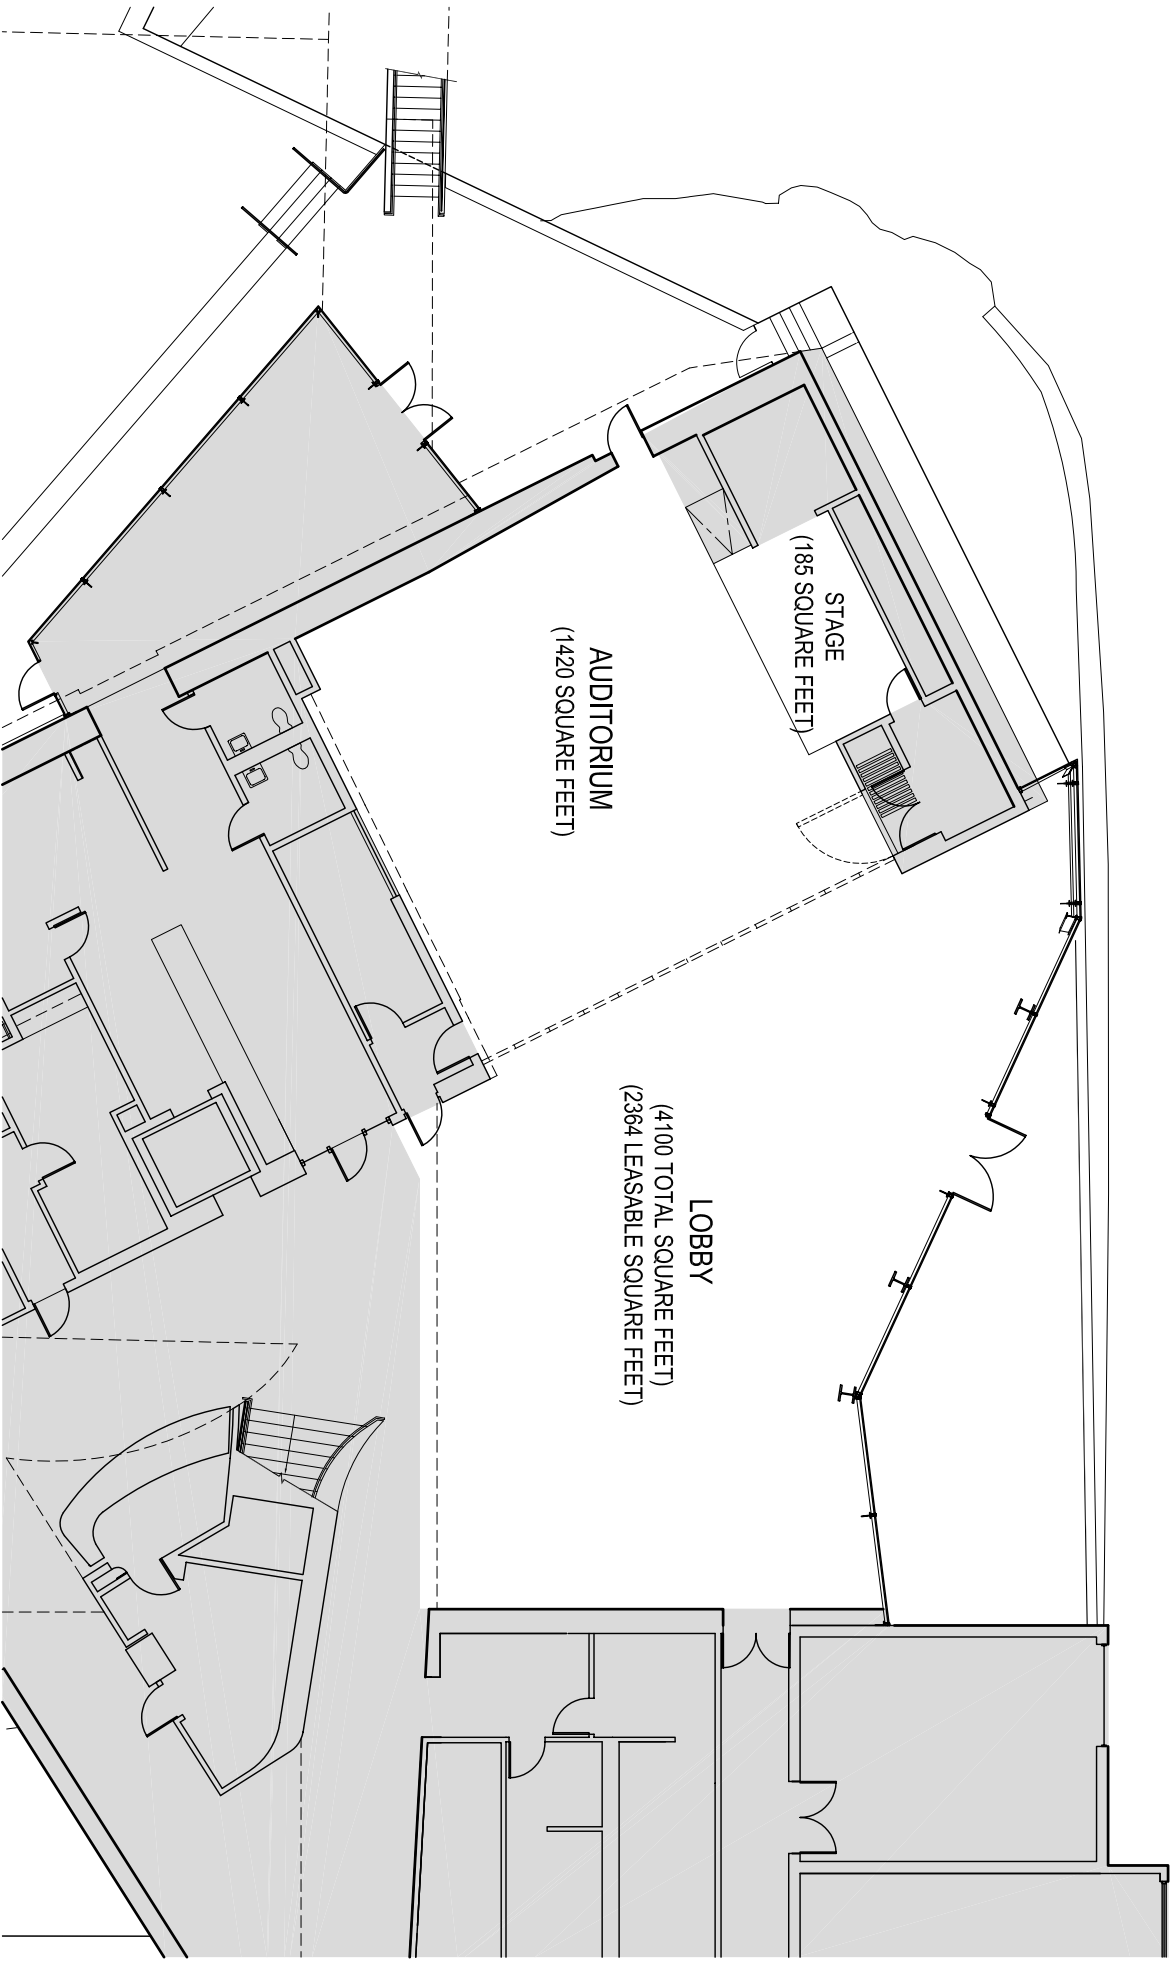 STAGE
(185 SQUARE FEET)
AUDITORIUM
(1420 SQUARE FEET)
LOBBY
(4100 TOTAL SQUARE FEET)
(2364 LEASABLE SQUARE FEET)